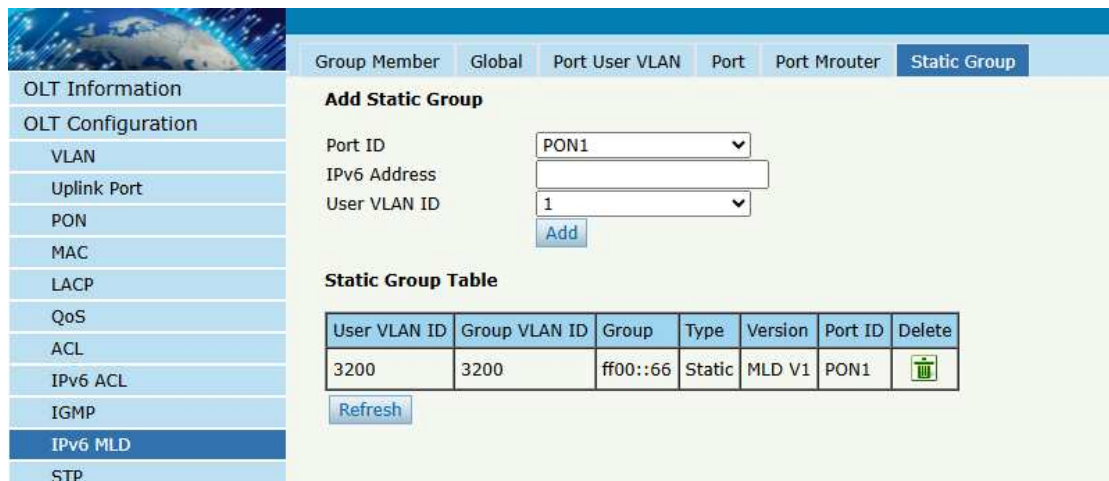 Group Member Global Port User VLAN Port Port Mrouter Static Group
OLT Information
OLT Configuration
VLAN
Uplink Port
PON
MAC
LACP
QoS
ACL
IPv6 ACL
IGMP
IPv6 MLD
STP
Add Static Group
Port ID PON1
IPv6 Address
User VLAN ID 1
Add
Static Group Table
User VLAN ID Group VLAN ID Group Type Version Port ID Delete
3200 3200 ff00::66 Static MLD V1 PON1
Refresh